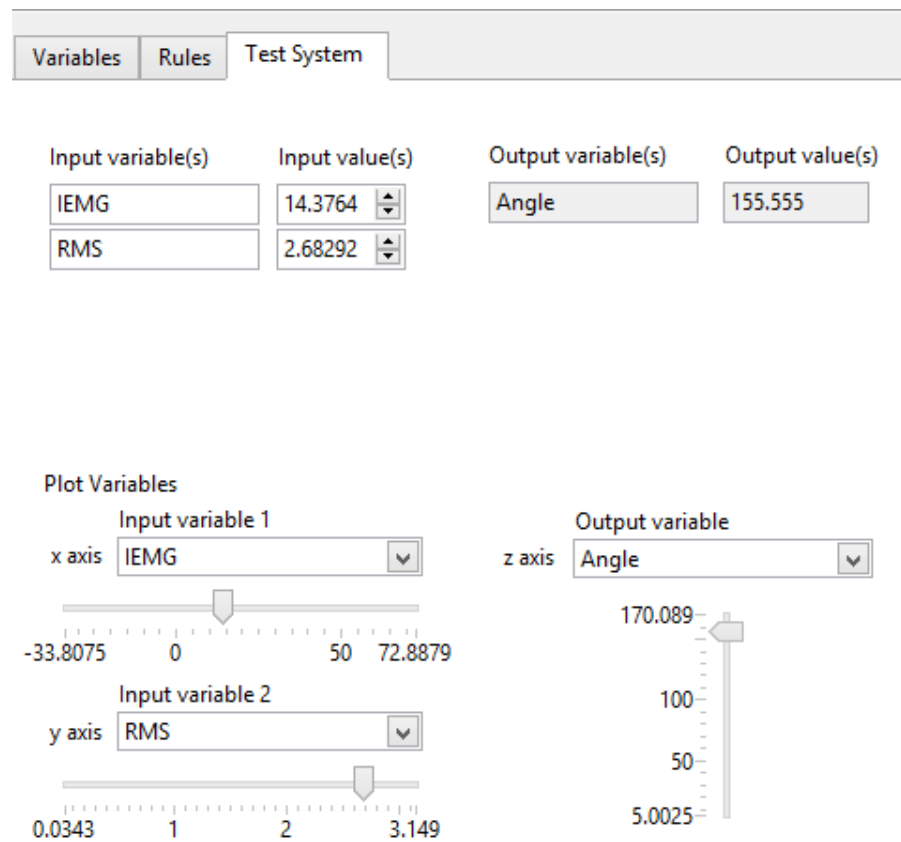 Variables Rules Test System
Input variable(s) Input value(s) Output variable(s) Output value(s)
IEMG 14.3764 Angle 155.555
RMS 2.68292
Plot Variables
Input variable 1 Output variable
x axis IEMG z axis Angle
-33.8075 0 50 72.8879
Input variable 2
y axis RMS
0.0343 1 2 3.149
170.089
100
50
5.0025